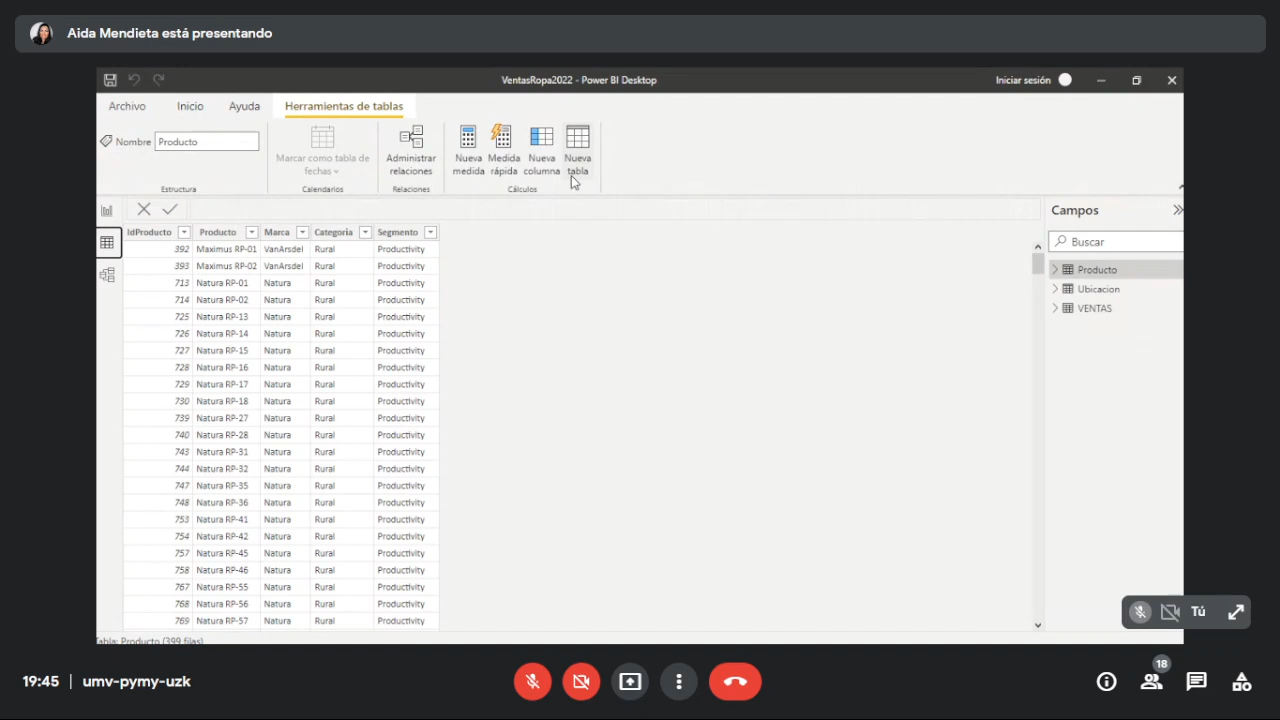 Aida Mendieta está presentando
VentasRopa2022 - Power BI Desktop
Iniciar sesión
Archivo Inicio Ayuda Herramientas de tablas
Nombre Producto
Marcar como tabla de
fechas
Administrar
relaciones
Nueva
medida
Medida
rápida
Nueva
columna
Nueva
tabla
Estructura Calendarios Relaciones Cálculos
Campos
Buscar
Producto
Ubicacion
VENTAS
IdProducto Producto Marca Categoria Segmento
392 Maximus RP-01 VanArsdel Rural Productivity
393 Maximus RP-02 VanArsdel Rural Productivity
713 Natura RP-01 Natura Rural Productivity
714 Natura RP-02 Natura Rural Productivity
725 Natura RP-13 Natura Rural Productivity
726 Natura RP-14 Natura Rural Productivity
727 Natura RP-15 Natura Rural Productivity
728 Natura RP-16 Natura Rural Productivity
729 Natura RP-17 Natura Rural Productivity
730 Natura RP-18 Natura Rural Productivity
739 Natura RP-27 Natura Rural Productivity
740 Natura RP-28 Natura Rural Productivity
743 Natura RP-31 Natura Rural Productivity
744 Natura RP-32 Natura Rural Productivity
747 Natura RP-35 Natura Rural Productivity
748 Natura RP-36 Natura Rural Productivity
753 Natura RP-41 Natura Rural Productivity
754 Natura RP-42 Natura Rural Productivity
757 Natura RP-45 Natura Rural Productivity
758 Natura RP-46 Natura Rural Productivity
767 Natura RP-55 Natura Rural Productivity
768 Natura RP-56 Natura Rural Productivity
769 Natura RP-57 Natura Rural Productivity
Tabla: Producto (399 filas)
Tú
19:45 | umv-pymy-uzk
18